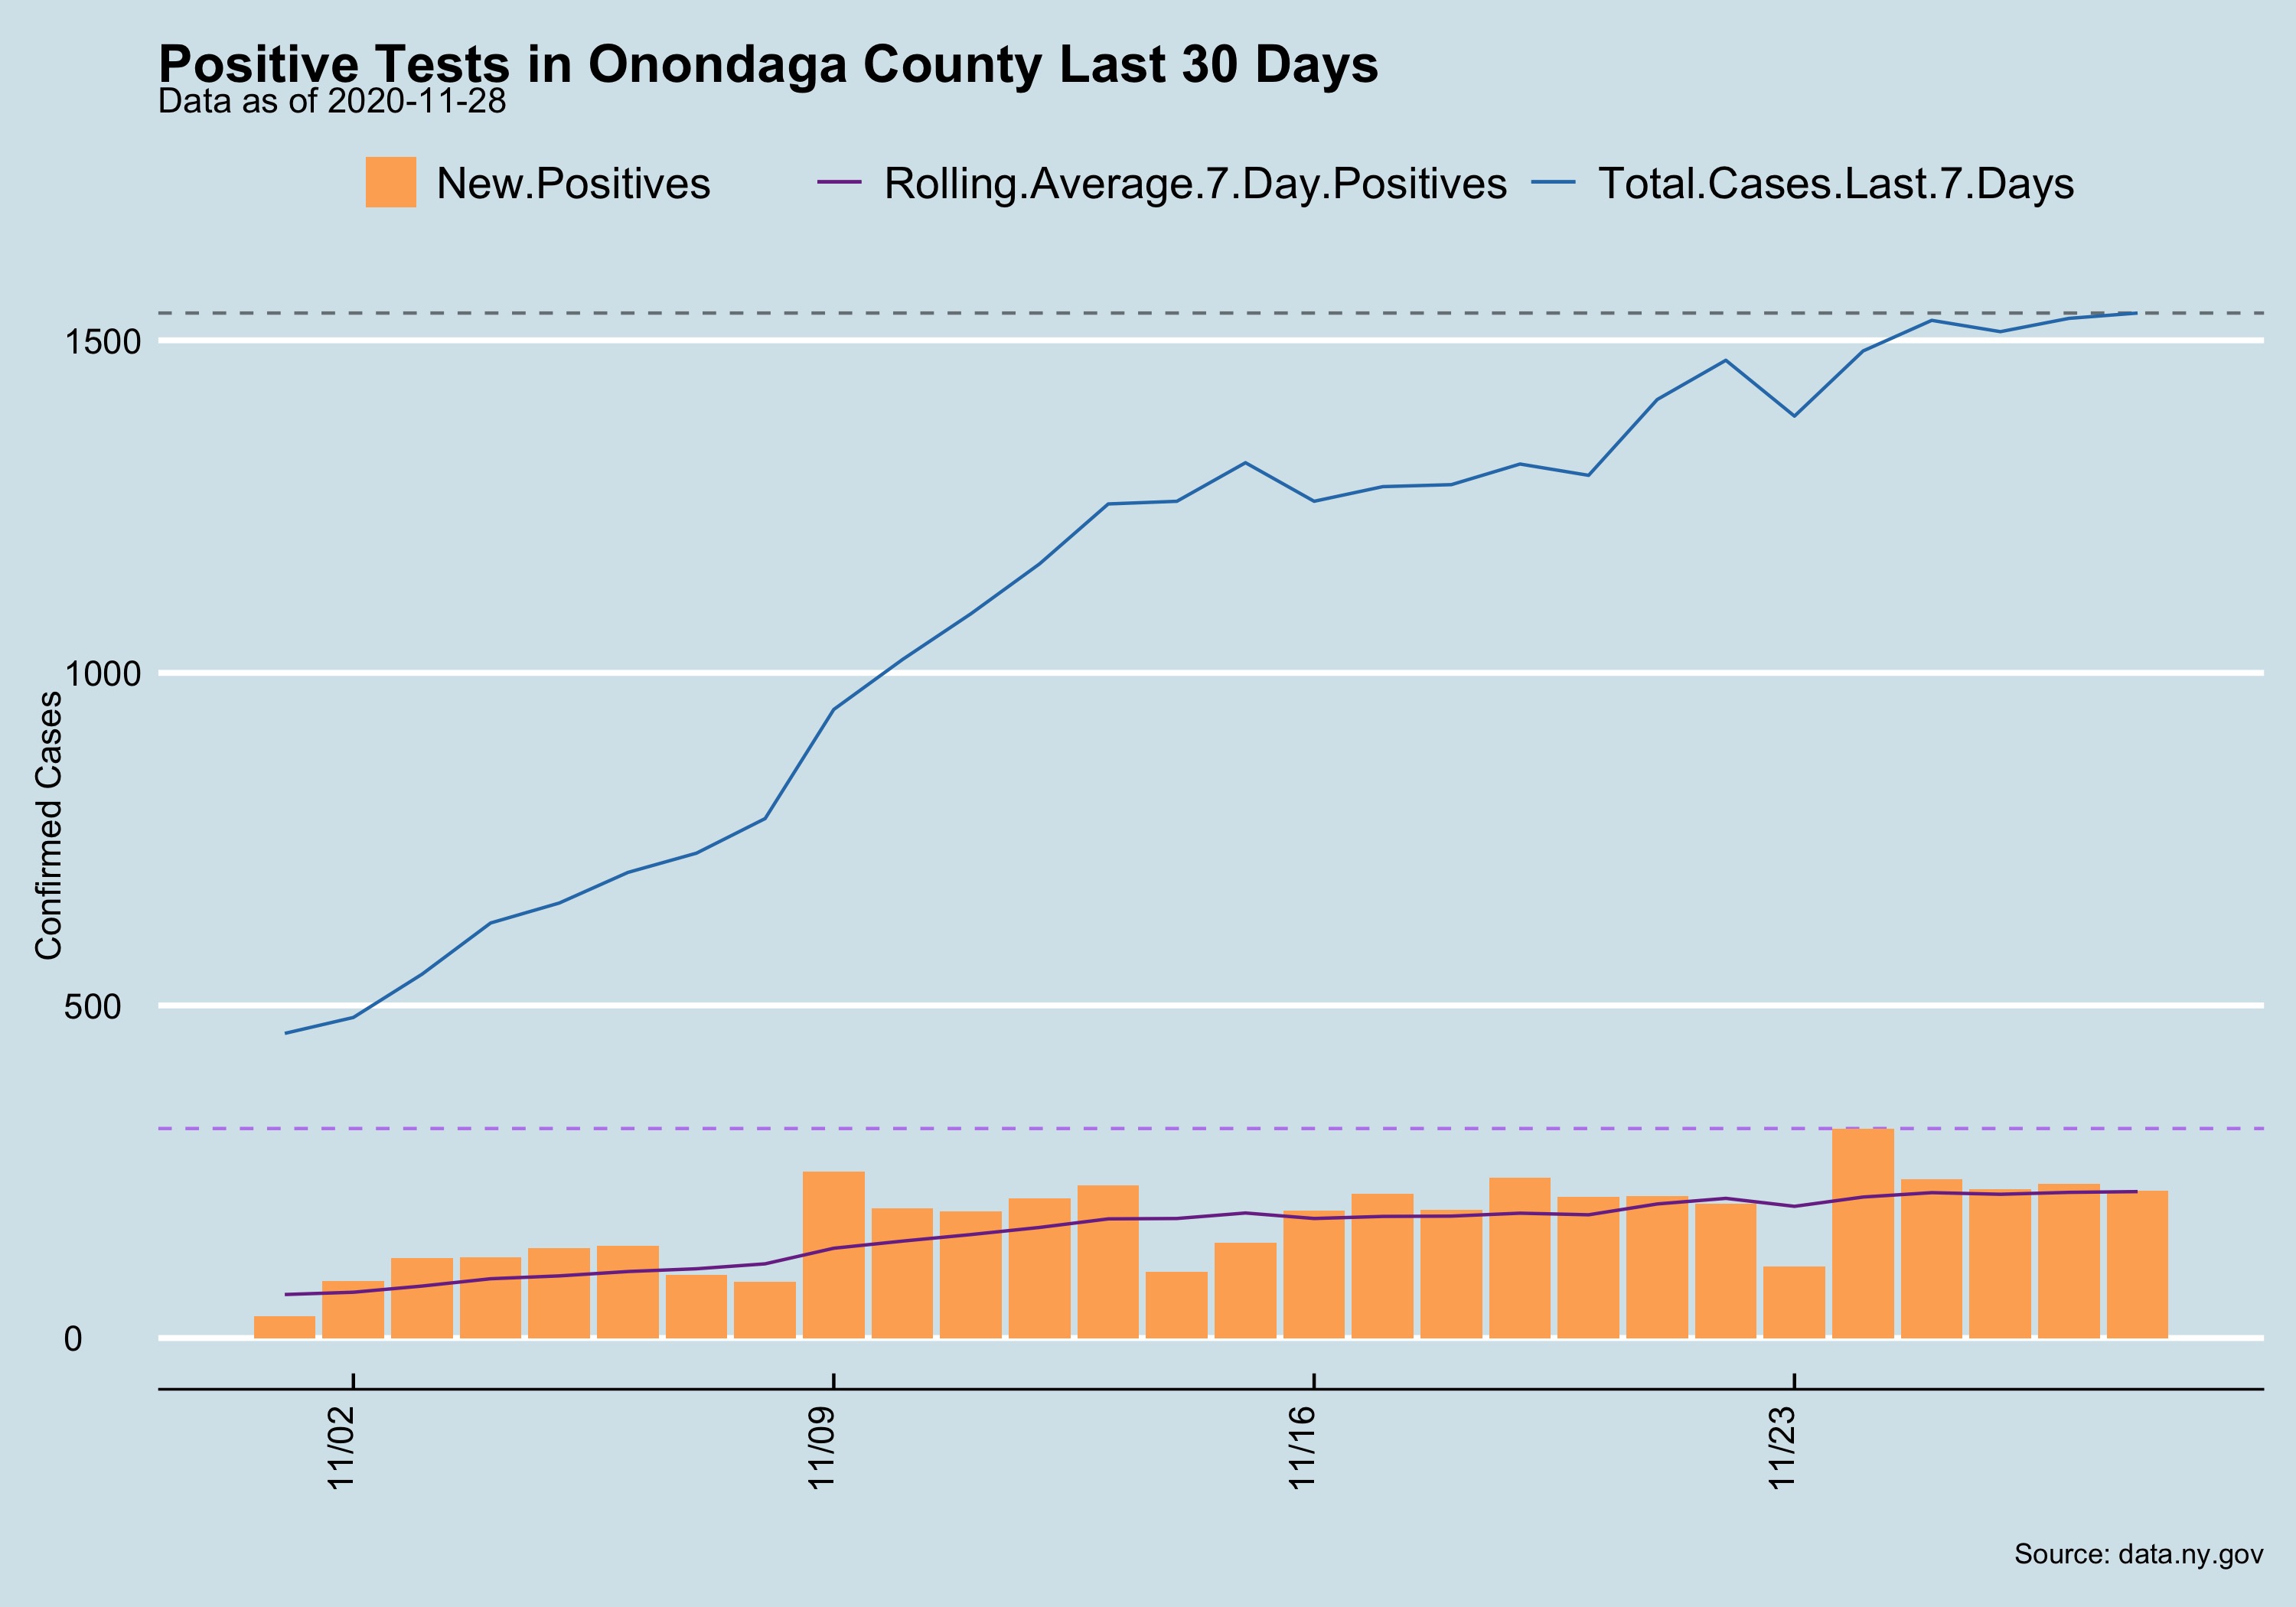 Positive Tests in Onondaga County Last 30 Days
Data as of 2020-11-28
New.Positives Rolling.Average.7.Day.Positives Total.Cases.Last.7.Days
1500
1000
500
0
Confirmed Cases
11/02 11/09 11/16 11/23
Source: data.ny.gov